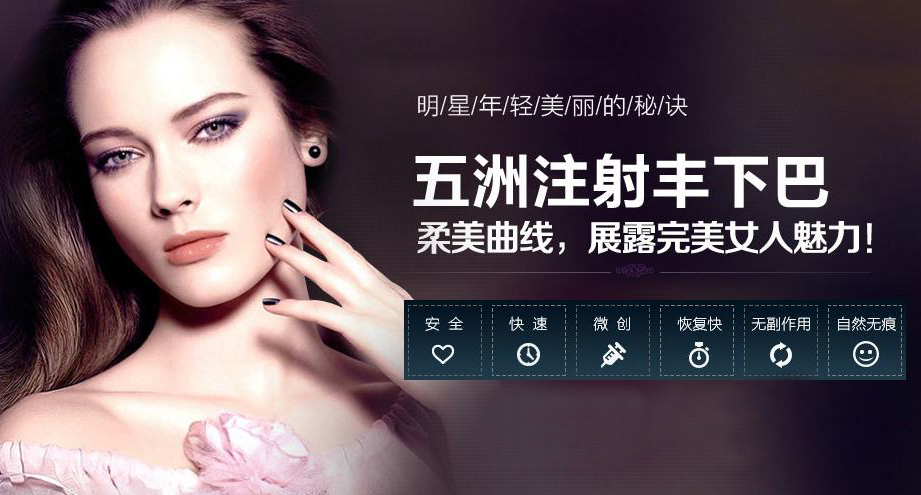 明/星/年/轻/美/丽/的/秘/诀
五洲注射丰下巴
柔美曲线，展露完美女人魅力！
安全 快速 微创 恢复快 无副作用 自然无痕